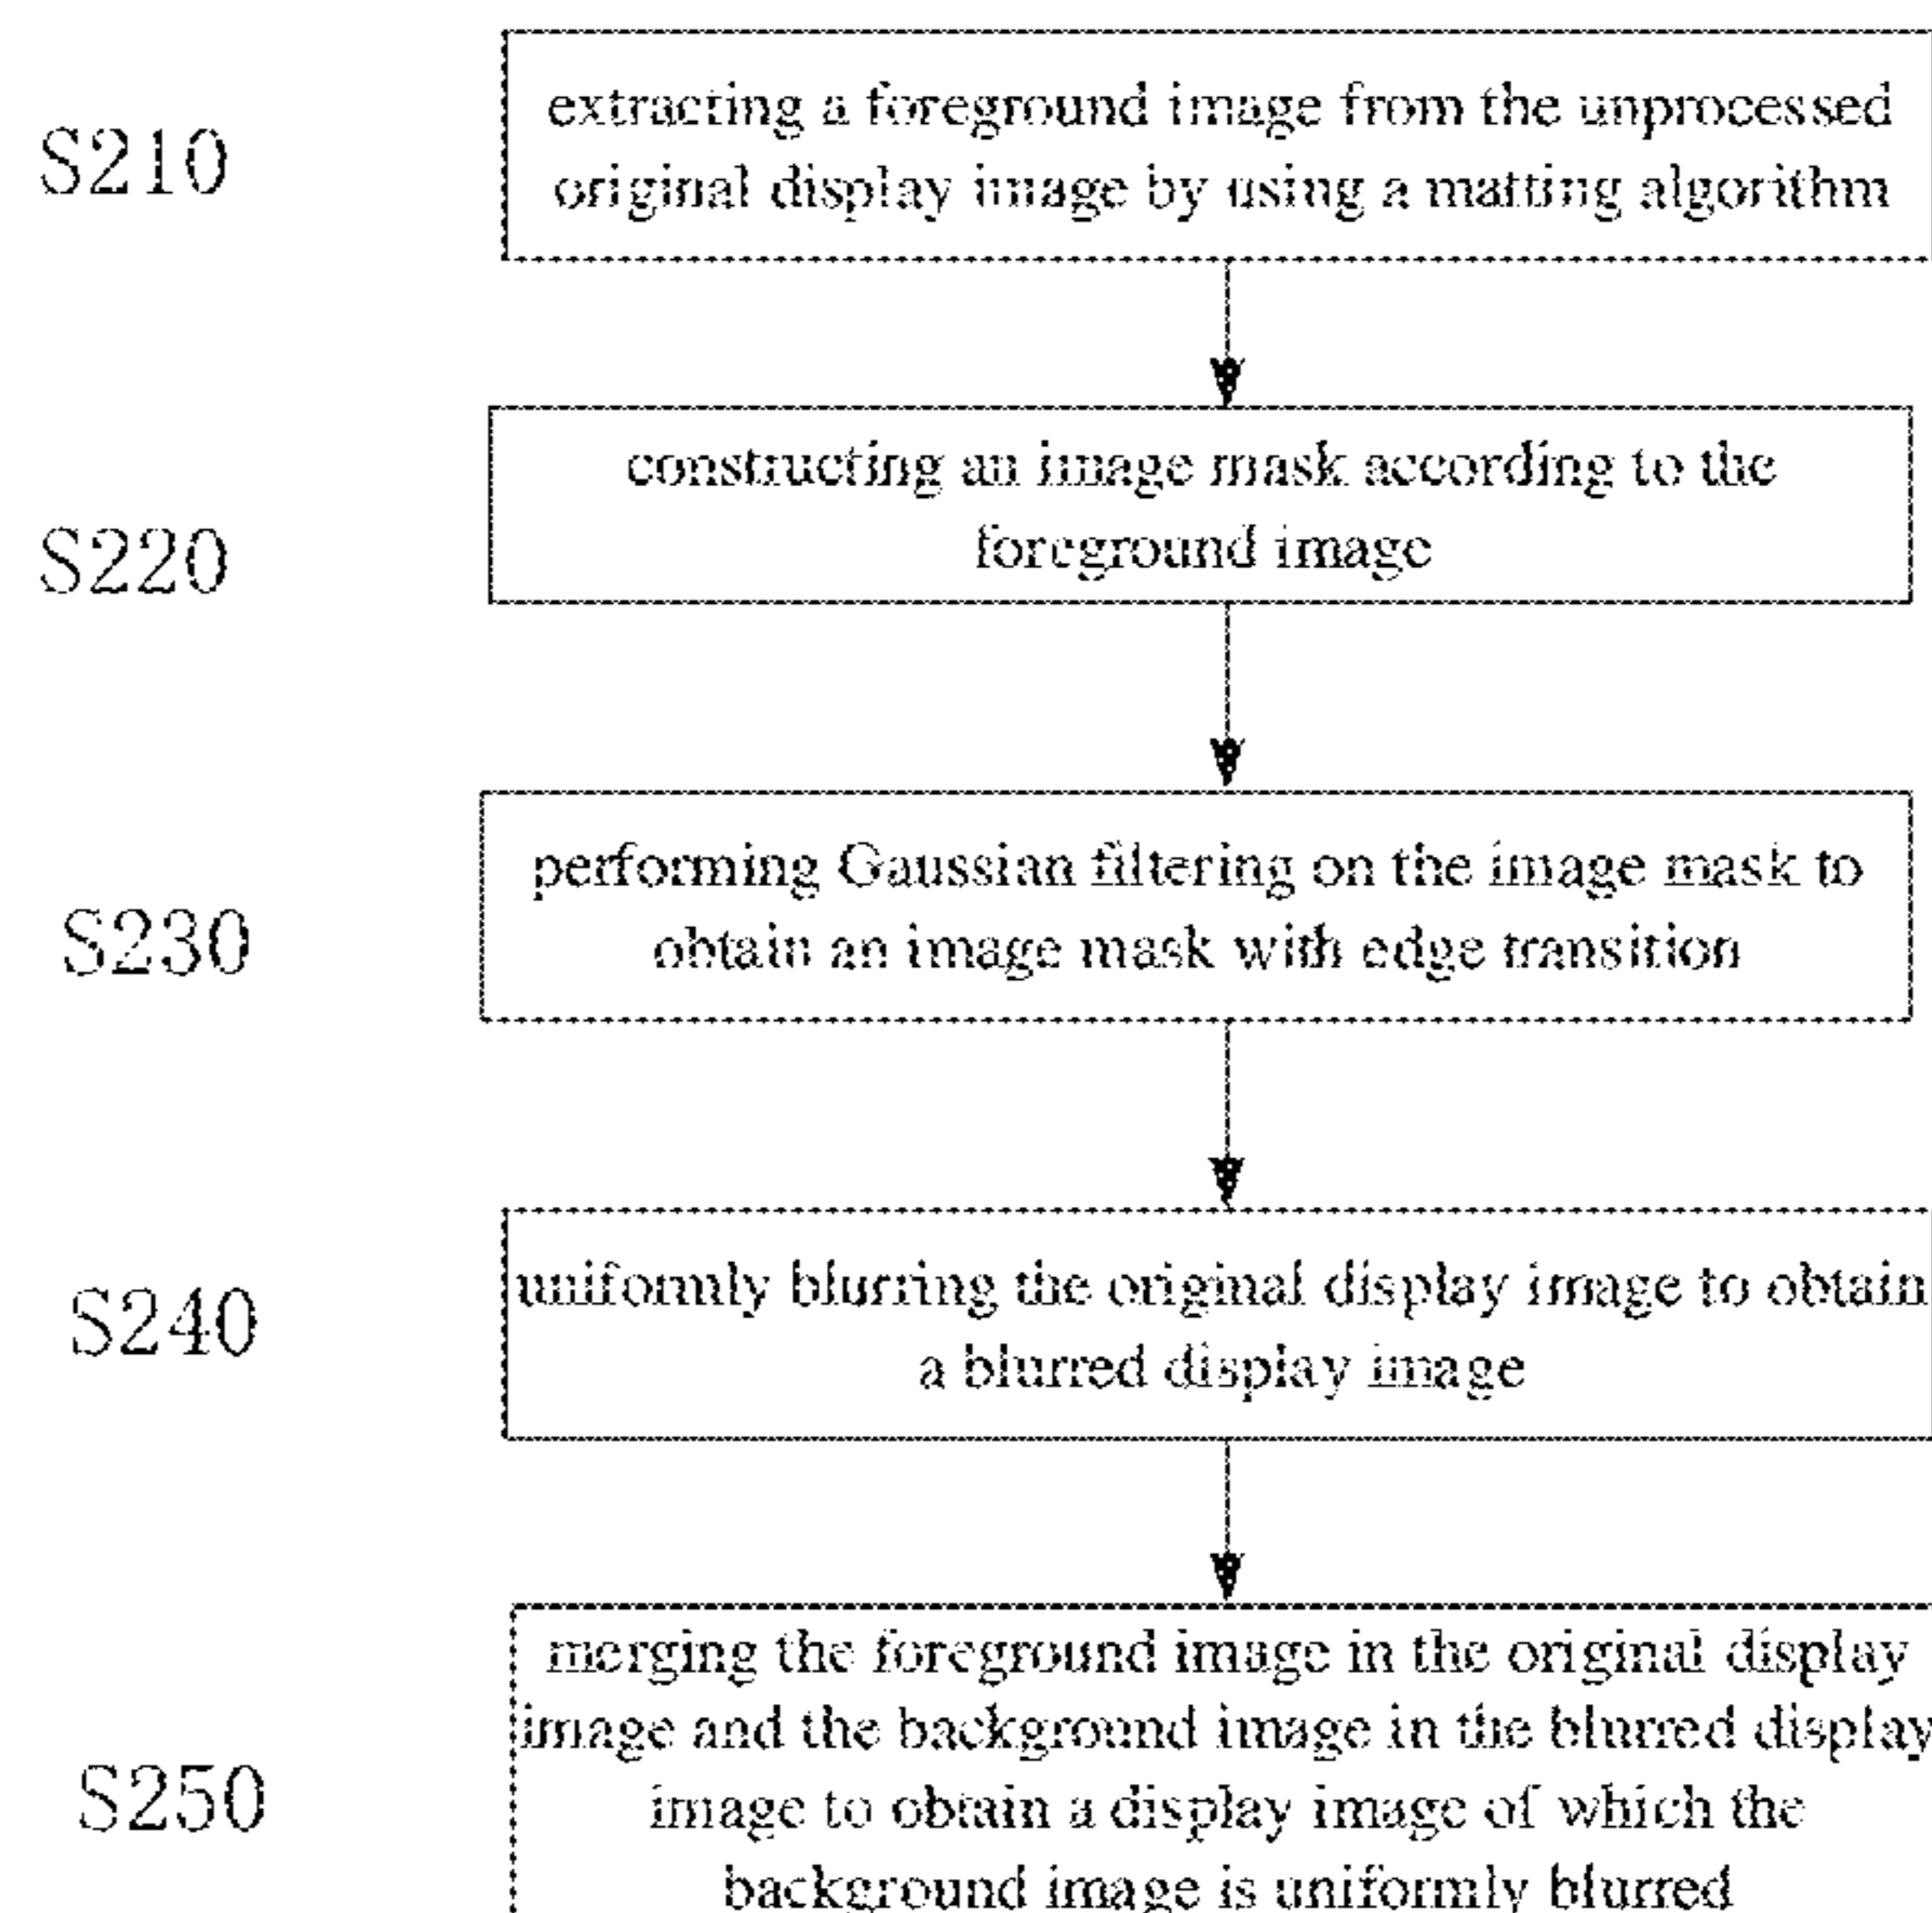 extracting a foreground image from the unprocessed
S210
original display image by using a matting algorithm
constructing an image mask according to the
S220
foreground image
performing Gaussian filtering on the image mask to
S230
obtain an image mask with edge transition
uniformly blurring the original display image to obtain
S240
a blurred display image
merging the foreground image in the original display
image and the background image in the blurred display
S250
image to obtain a display image of which the
background image is uniformly blurred